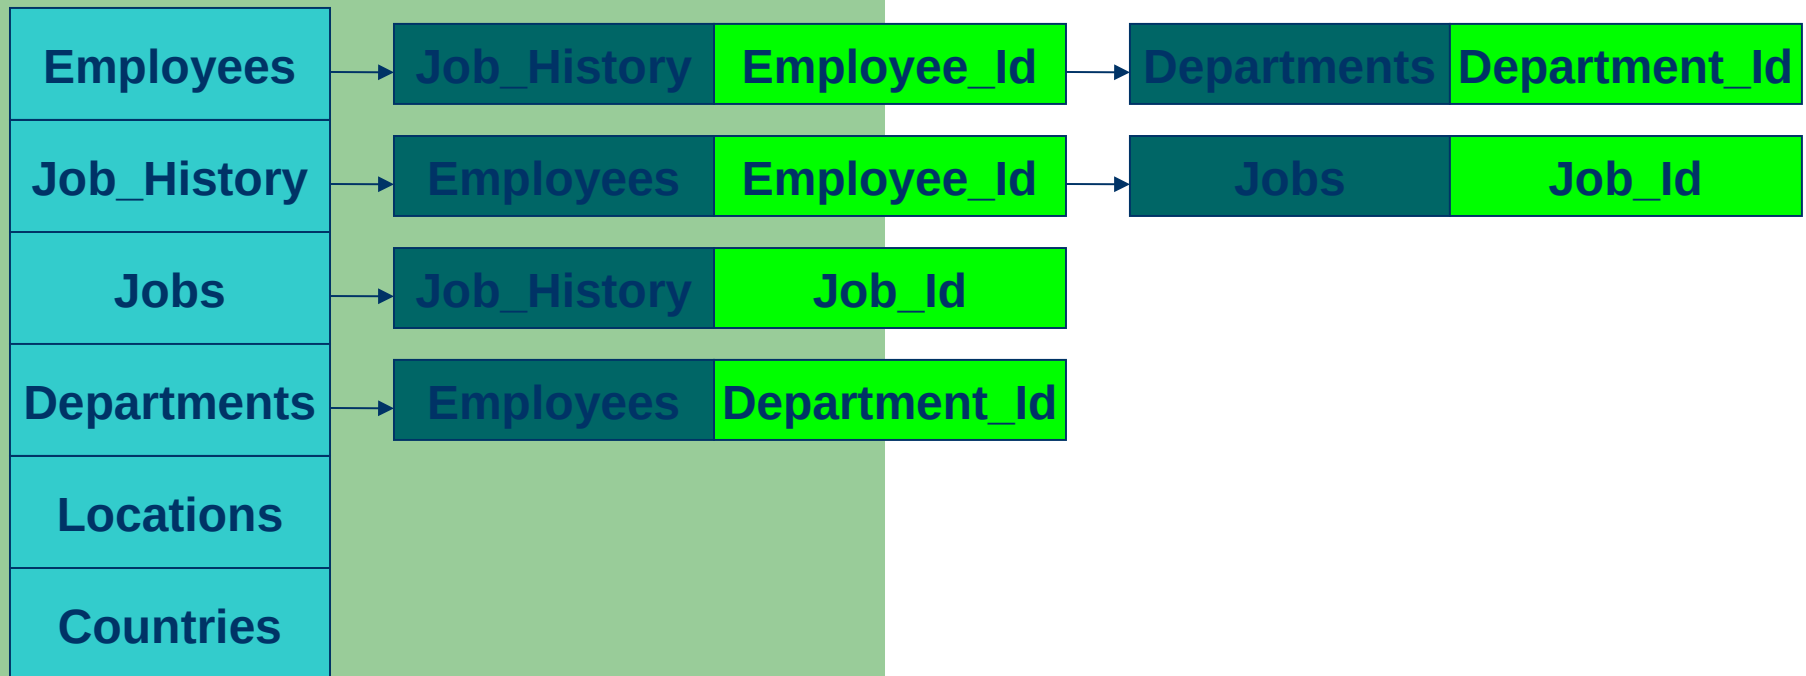 Employees Job_History Employee_Id Departments Department_Id
Job_History Employees Employee_Id Jobs Job_Id
Jobs Job_History Job_Id
Departments Employees Department_Id
Locations
Countries